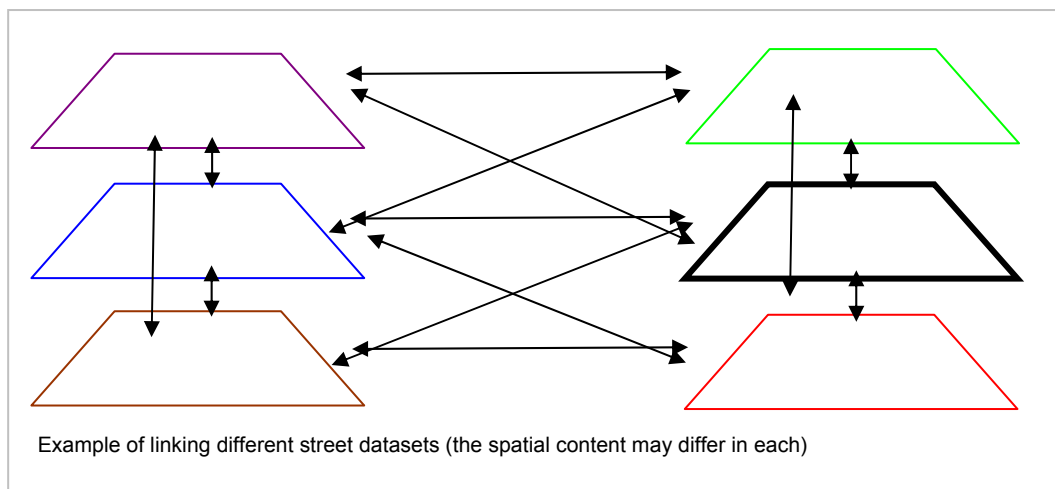 Example of linking different street datasets (the spatial content may differ in each)